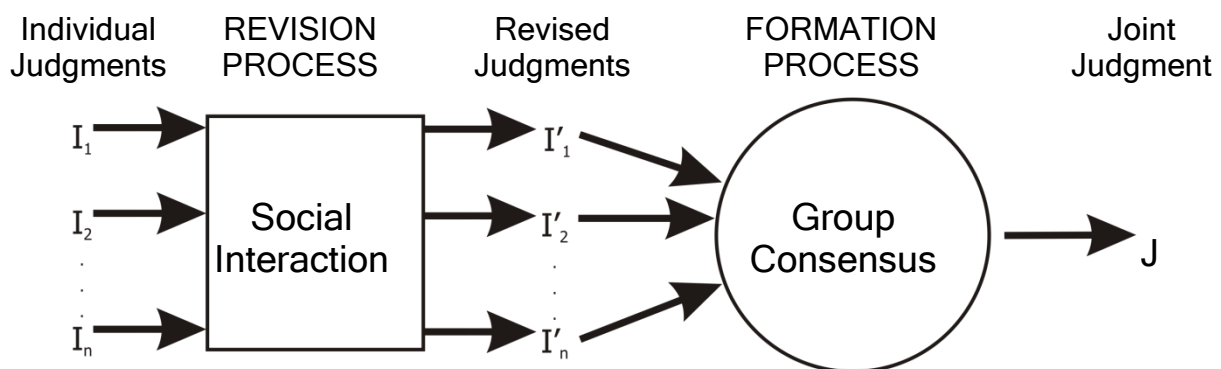 Individual Judgments
REVISION PROCESS
Revised Judgments
FORMATION PROCESS
Joint Judgment
I₁
I₂
.
.
.
Iₙ
Social
Interaction
I′₁
I′₂
.
.
.
I′ₙ
Group
Consensus
J